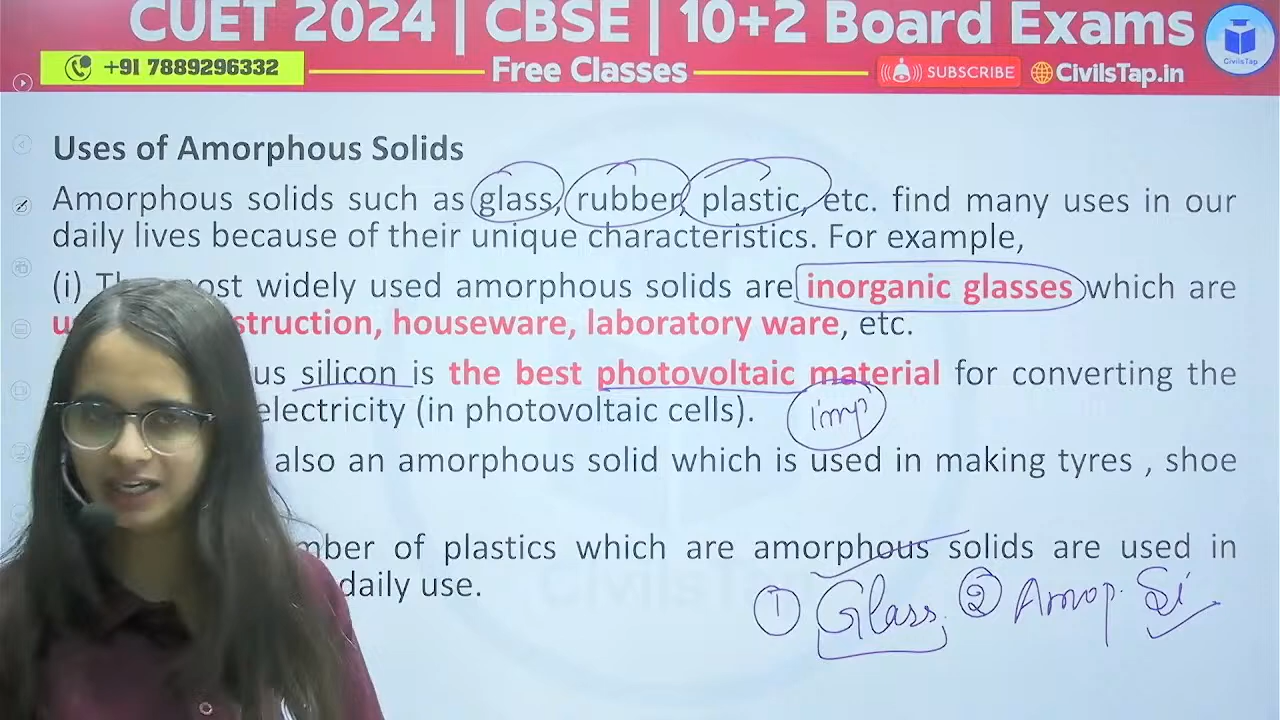 CUET 2024 | CBSE | 10+2 Board Exams
+91 7889296332
Free Classes
SUBSCRIBE
CivilsTap.in
CivilsTap
Uses of Amorphous Solids
Amorphous solids such as glass, rubber, plastic, etc. find many uses in our
daily lives because of their unique characteristics. For example,
(i) most widely used amorphous solids are inorganic glasses which are
struction, houseware, laboratory ware, etc.
us silicon is the best photovoltaic material for converting the
electricity (in photovoltaic cells).
imp
also an amorphous solid which is used in making tyres , shoe
mber of plastics which are amorphous solids are used in
daily use.
① Glass ② Amop. Si
CivilsTap